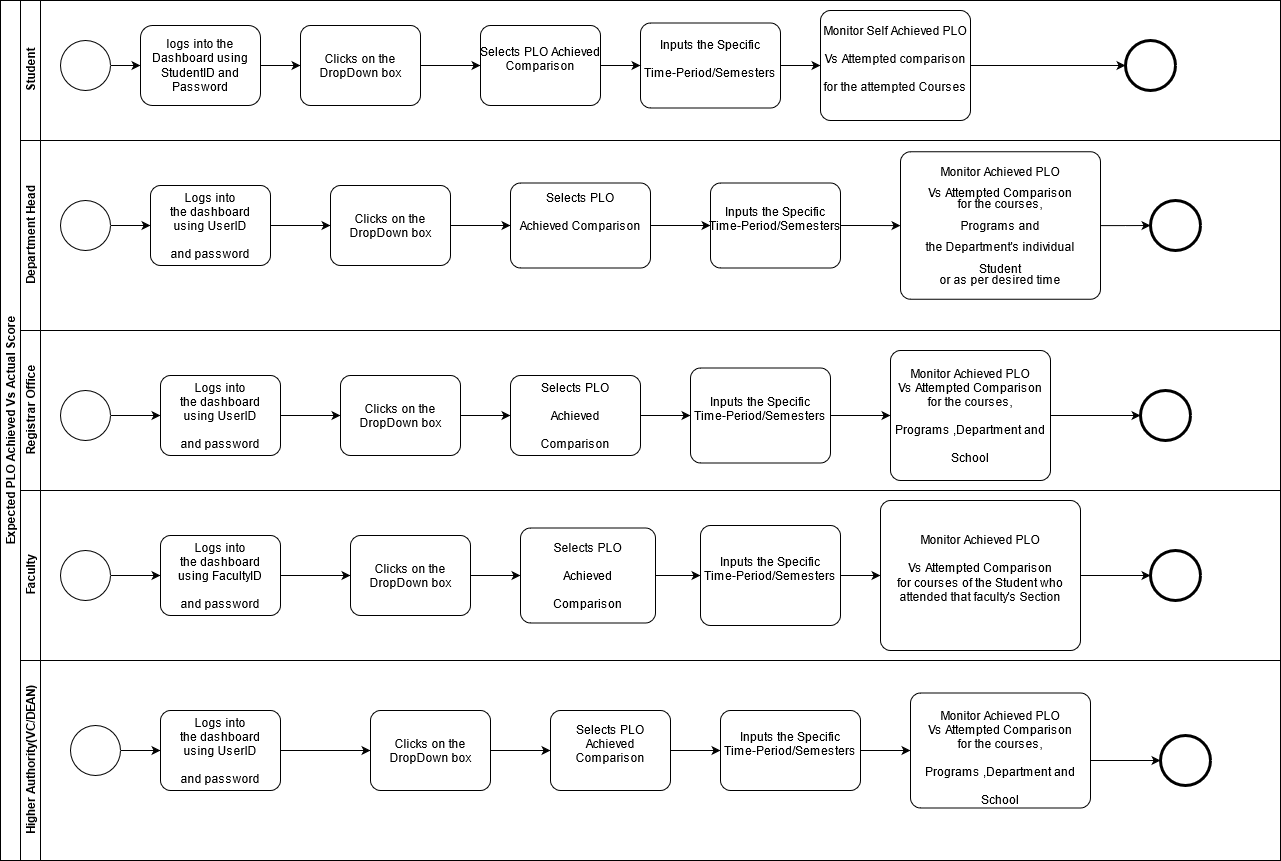 Expected PLO Achieved Vs Actual Score
Student
logs into the
Dashboard using
StudentID and
Password
Clicks on the
DropDown box
Selects PLO Achieved
Comparison
Inputs the Specific
Time-Period/Semesters
Monitor Self Achieved PLO
Vs Attempted comparison
for the attempted Courses
Department Head
Logs into
the dashboard
using UserID
and password
Clicks on the
DropDown box
Selects PLO
Achieved Comparison
Inputs the Specific
Time-Period/Semesters
Monitor Achieved PLO
Vs Attempted Comparison
for the courses,
Programs and
the Department's individual
Student
or as per desired time
Registrar Office
Logs into
the dashboard
using UserID
and password
Clicks on the
DropDown box
Selects PLO
Achieved
Comparison
Inputs the Specific
Time-Period/Semesters
Monitor Achieved PLO
Vs Attempted Comparison
for the courses,
Programs ,Department and
School
Faculty
Logs into
the dashboard
using FacultyID
and password
Clicks on the
DropDown box
Selects PLO
Achieved
Comparison
Inputs the Specific
Time-Period/Semesters
Monitor Achieved PLO
Vs Attempted Comparison
for courses of the Student who
attended that faculty's Section
Higher Authority(VC/DEAN)
Logs into
the dashboard
using UserID
and password
Clicks on the
DropDown box
Selects PLO
Achieved
Comparison
Inputs the Specific
Time-Period/Semesters
Monitor Achieved PLO
Vs Attempted Comparison
for the courses,
Programs ,Department and
School